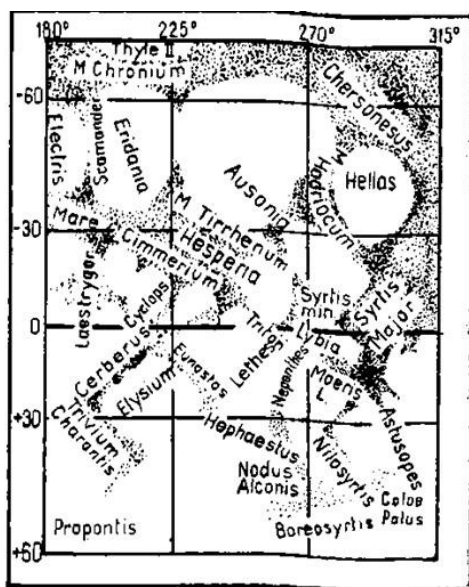 180° 225° 270° 315°
Thyle II
M Chronium
Chersonesus
-60
Electris
Scamander
Eridania
Ausonia
M. Hadriacum
Hellas
-30
Mare Cimmerium
M. Tirrhenum
Hesperia
Laestrygon
Cyclops
Syrtis
min.
Syrtis
Major
0
Cerberus
Eunostos
Triton
Lethes
Lybia
Nepenthes
Moeris
L.
Elysium
+30
Trivium
Charontis
Hephaestus
Nilosyrtis
Astusopes
Nodus
Alconis
Propontis
Boreosyrtis
Coloe
Palus
+60